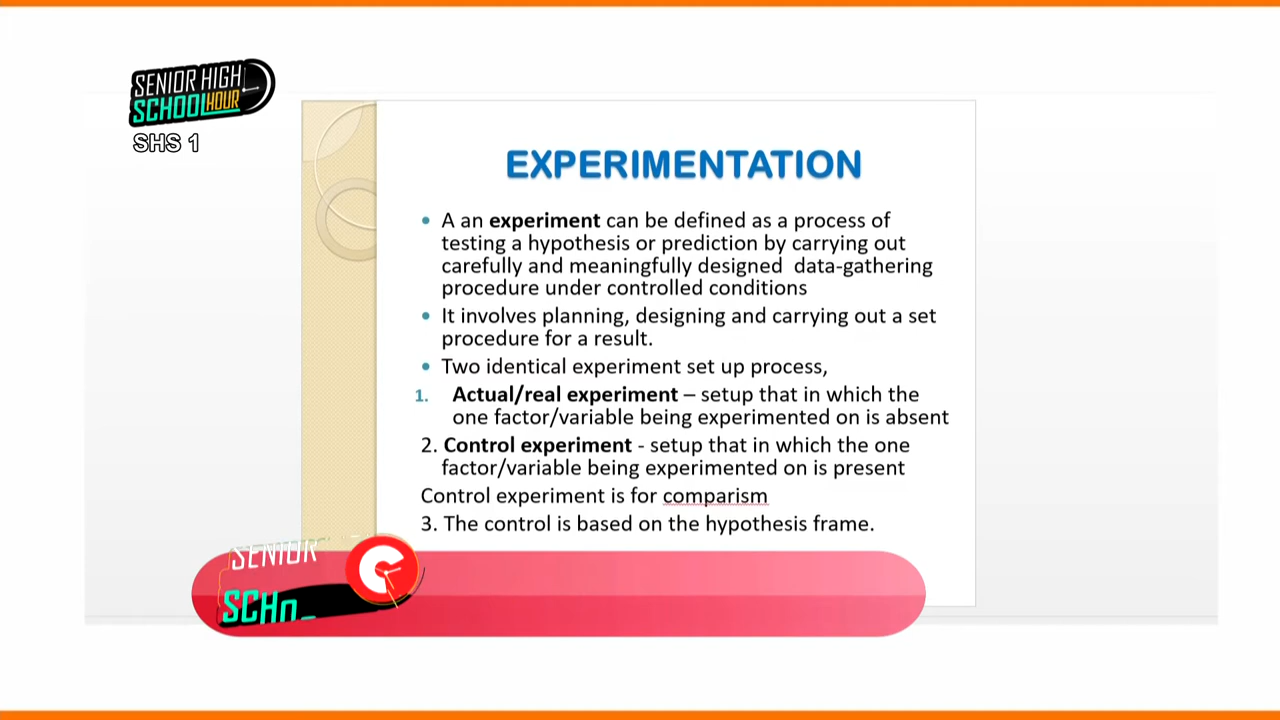 SENIOR HIGH
SCHOOL HOUR
SHS 1
EXPERIMENTATION
• A an experiment can be defined as a process of
testing a hypothesis or prediction by carrying out
carefully and meaningfully designed data-gathering
procedure under controlled conditions
• It involves planning, designing and carrying out a set
procedure for a result.
• Two identical experiment set up process,
1. Actual/real experiment – setup that in which the
one factor/variable being experimented on is absent
2. Control experiment - setup that in which the one
factor/variable being experimented on is present
Control experiment is for comparism
3. The control is based on the hypothesis frame.
SENIOR